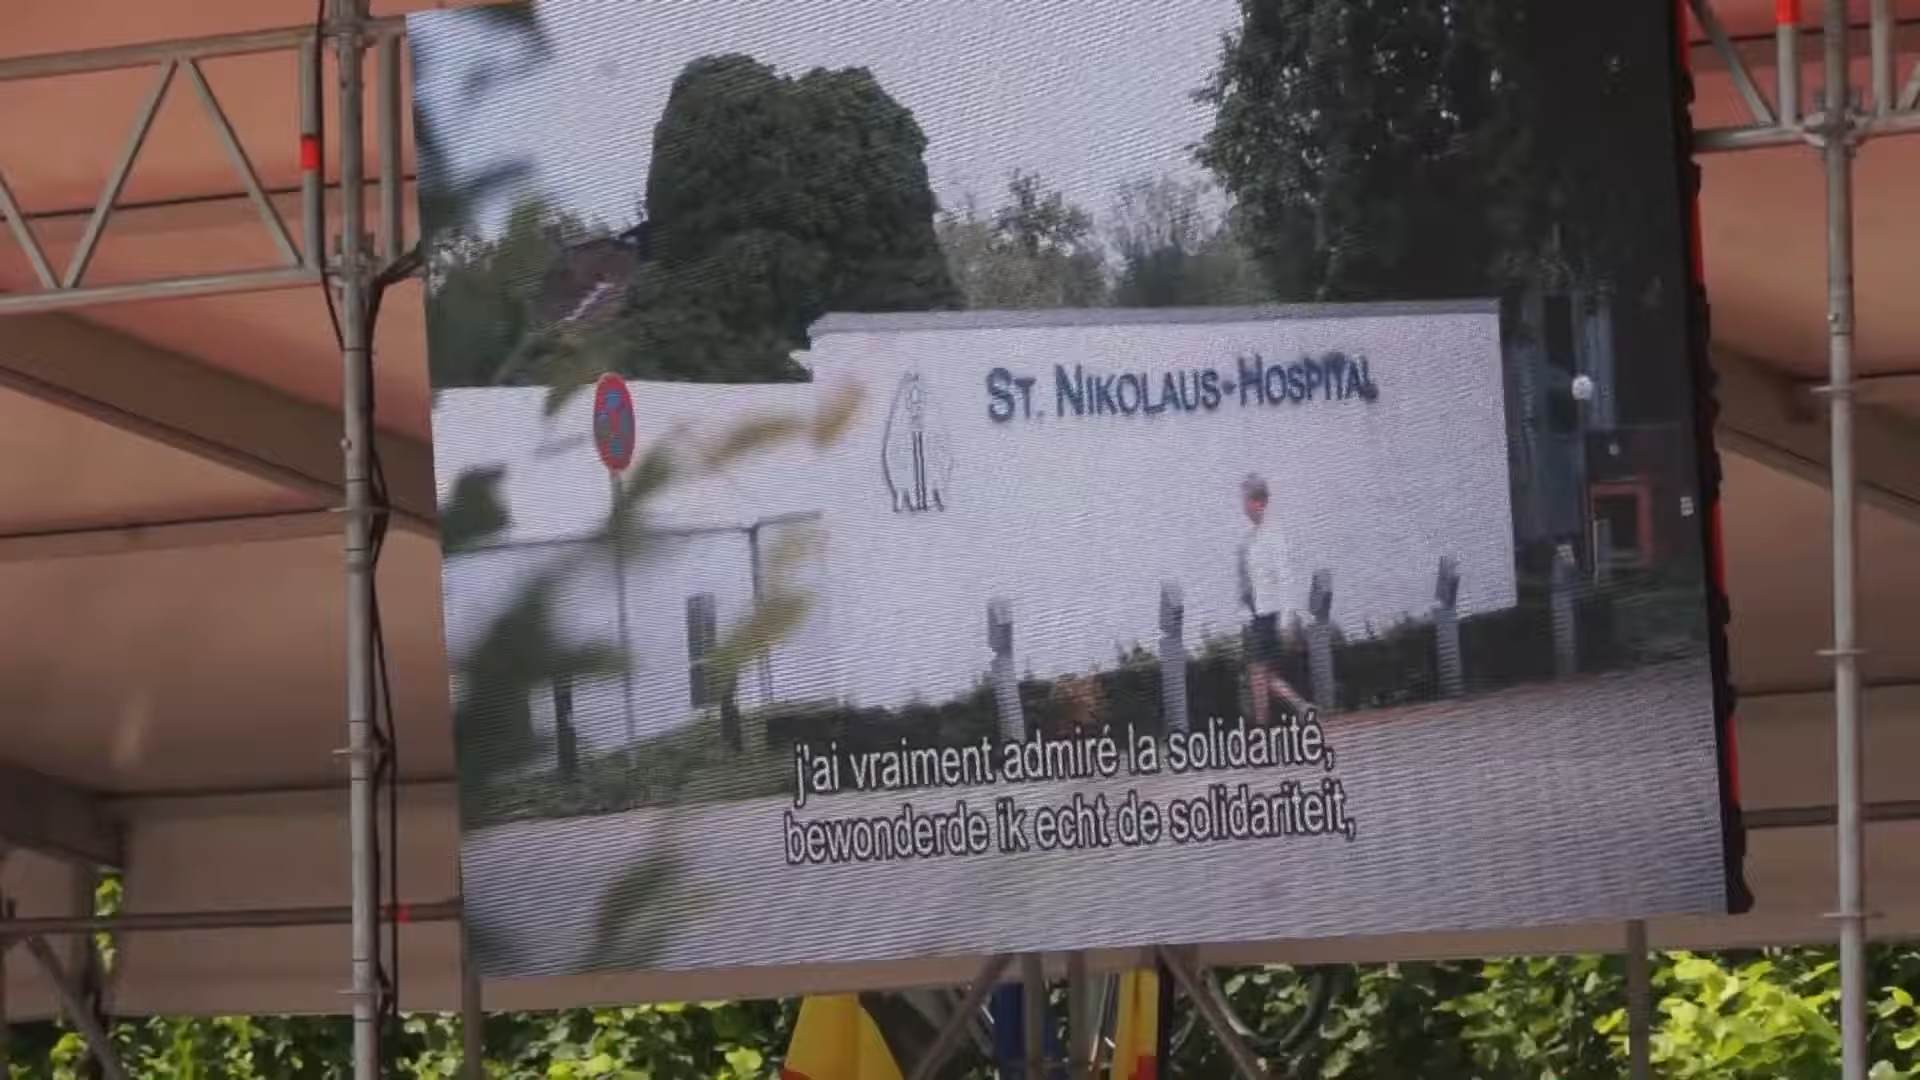 ST. NIKOLAUS-HOSPITAL
j'ai vraiment admiré la solidarité,
bewonderde ik echt de solidariteit,